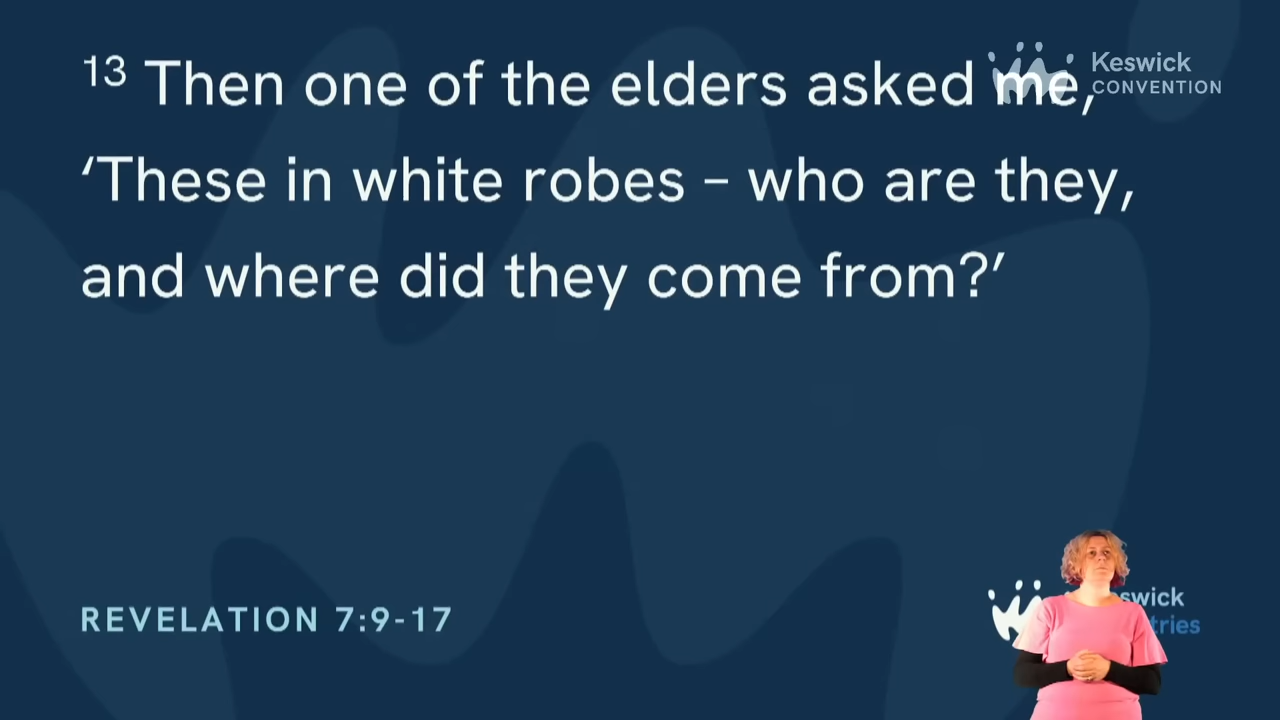 13 Then one of the elders asked me,
‘These in white robes – who are they,
and where did they come from?’
Keswick
CONVENTION
REVELATION 7:9-17